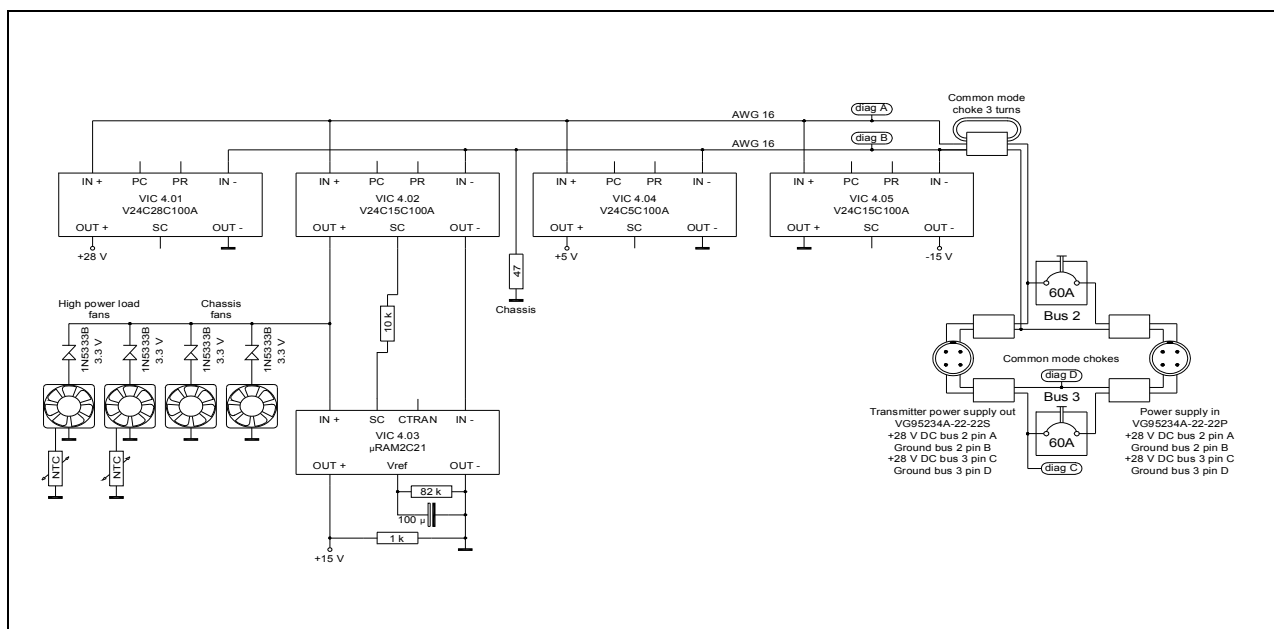 Common mode
choke 3 turns
diag A
AWG 16
diag B
AWG 16
IN + PC PR IN -
VIC 4.01
V24C28C100A
OUT + SC OUT -
+28 V
IN + PC PR IN -
VIC 4.02
V24C15C100A
OUT + SC OUT -
IN + PC PR IN -
VIC 4.04
V24C5C100A
OUT + SC OUT -
+5 V
IN + PC PR IN -
VIC 4.05
V24C15C100A
OUT + SC OUT -
-15 V
47
Chassis
60A
Bus 2
High power load
fans
Chassis
fans
1N5333B
3.3 V
1N5333B
3.3 V
1N5333B
3.3 V
1N5333B
3.3 V
10 k
NTC
NTC
IN + SC CTRAN IN -
VIC 4.03
µRAM2C21
OUT + Vref OUT -
82 k
100 µ
1 k
+15 V
Common mode chokes
diag D
Bus 3
60A
diag C
Transmitter power supply out
VG95234A-22-22S
+28 V DC bus 2 pin A
Ground bus 2 pin B
+28 V DC bus 3 pin C
Ground bus 3 pin D
Power supply in
VG95234A-22-22P
+28 V DC bus 2 pin A
Ground bus 2 pin B
+28 V DC bus 3 pin C
Ground bus 3 pin D